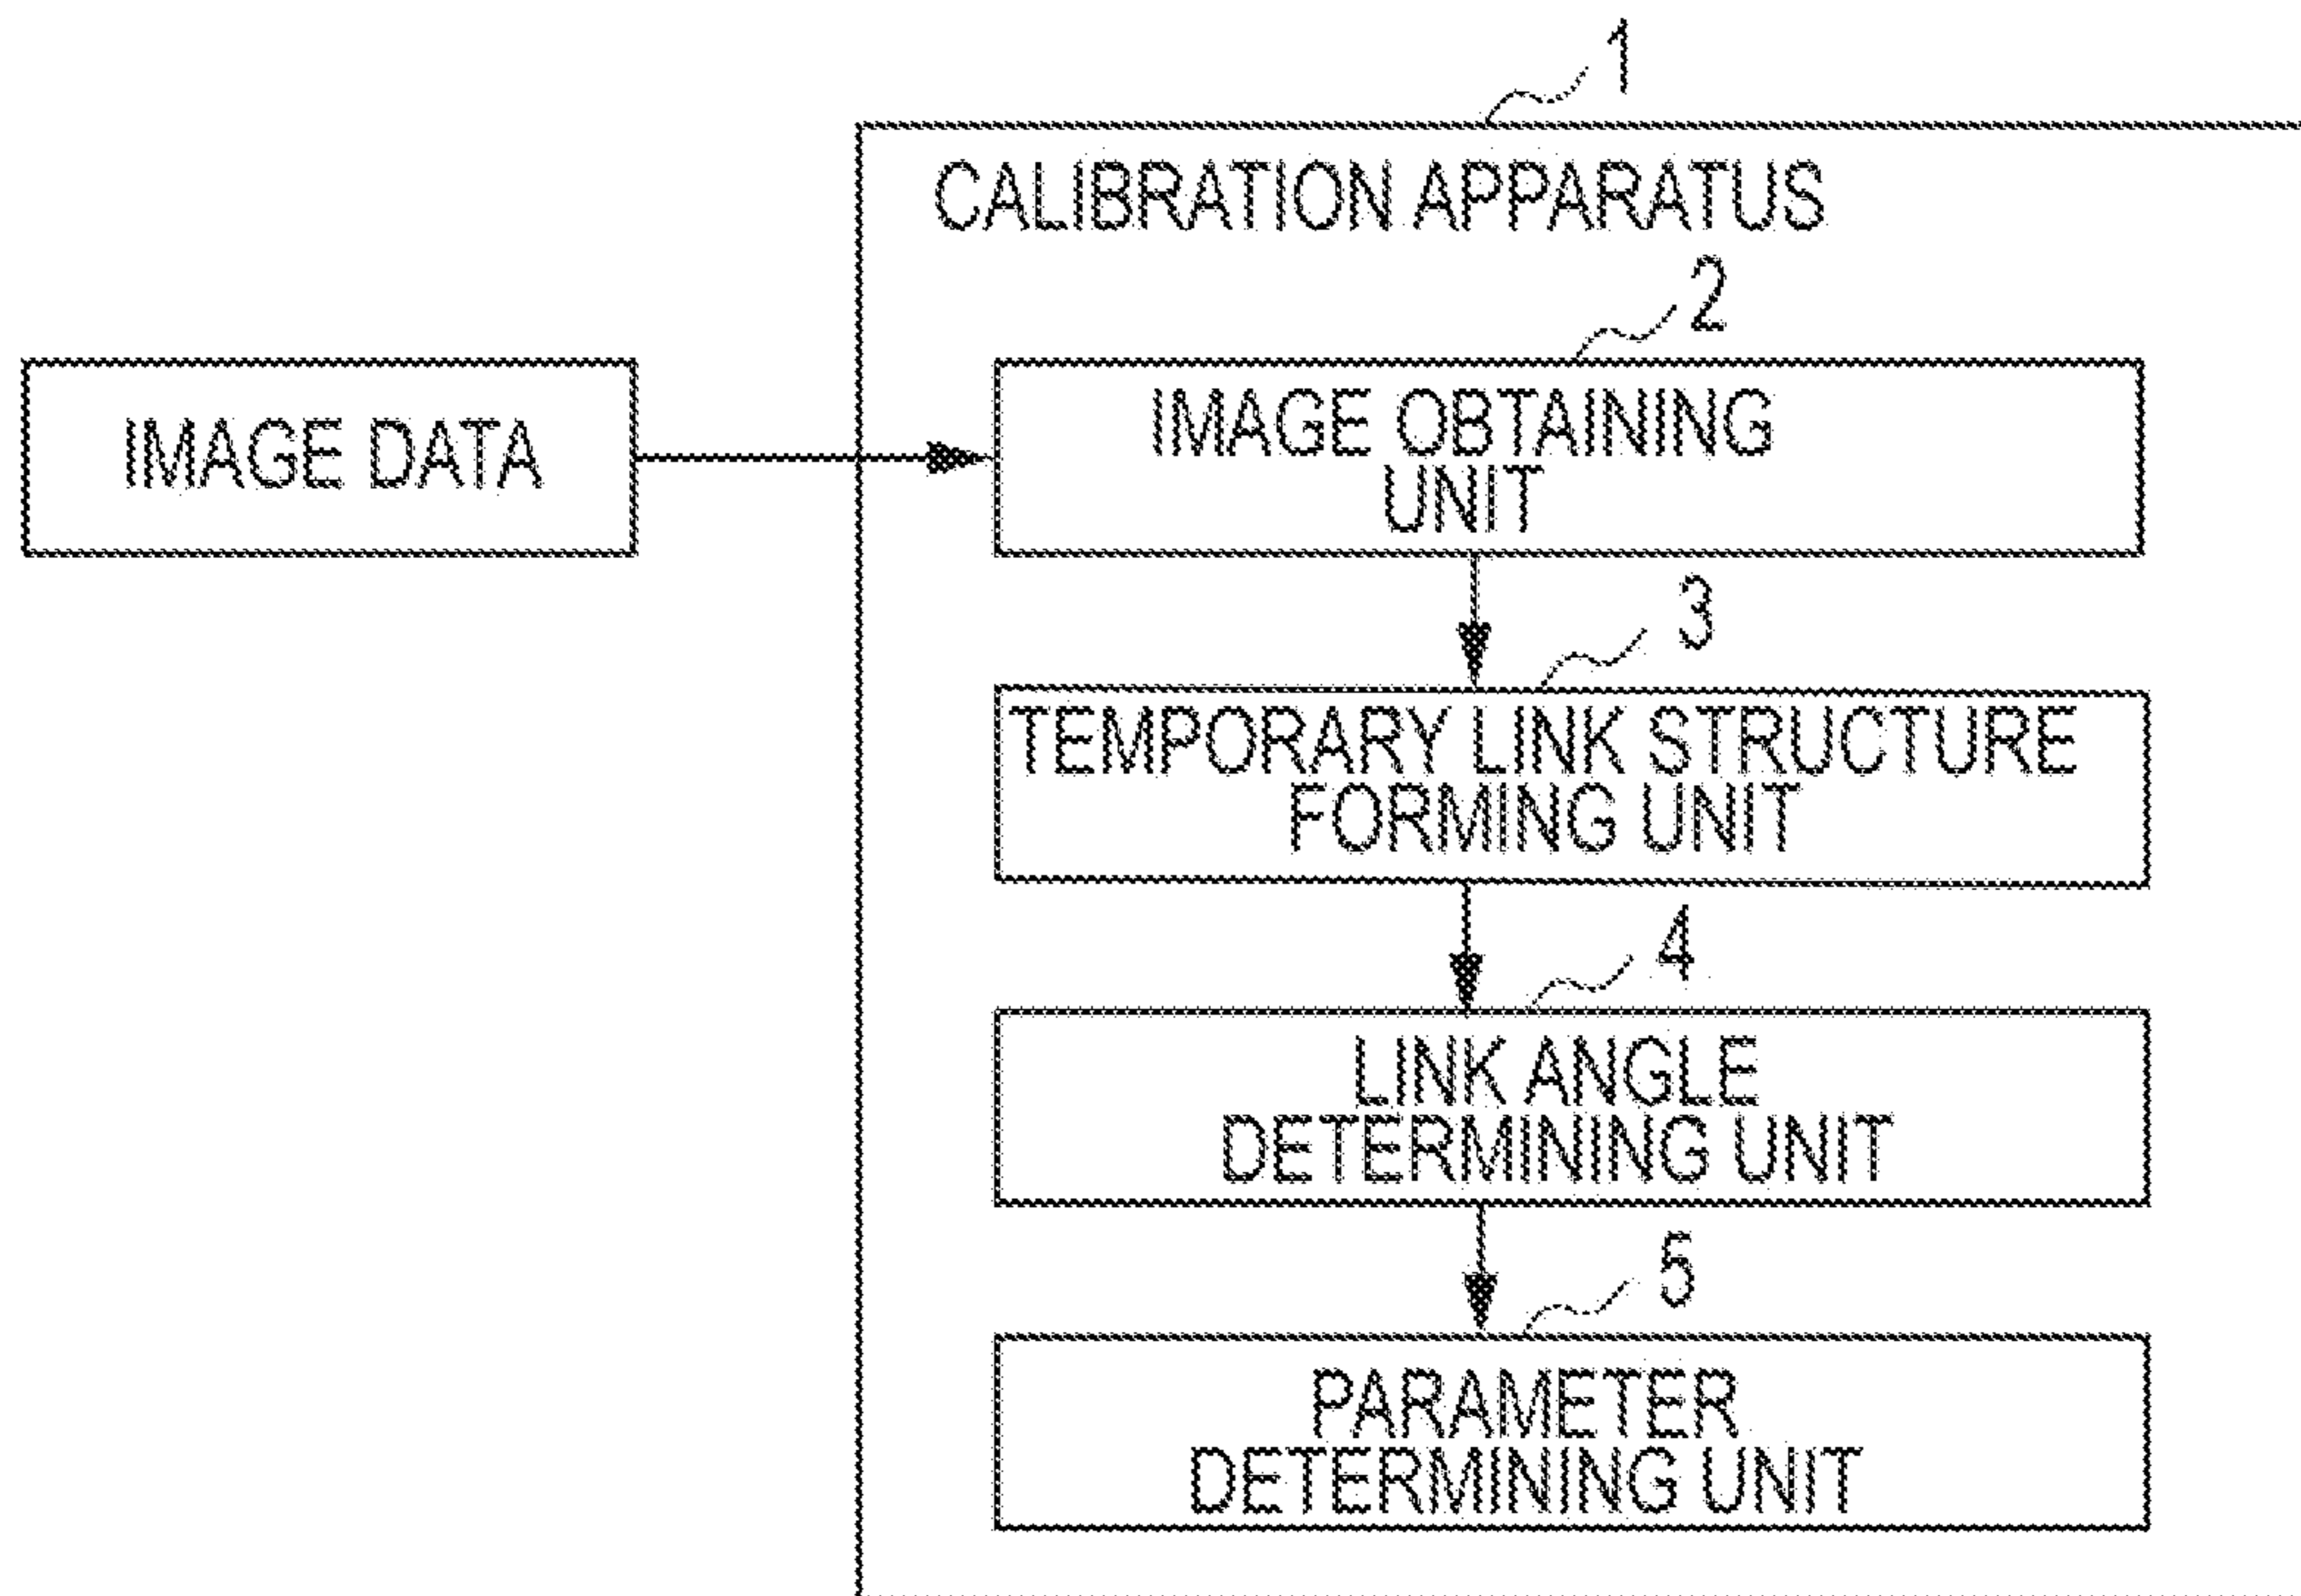 1
CALIBRATION APPARATUS
2
IMAGE DATA
IMAGE OBTAINING
UNIT
3
TEMPORARY LINK STRUCTURE
FORMING UNIT
4
LINK ANGLE
DETERMINING UNIT
5
PARAMETER
DETERMINING UNIT